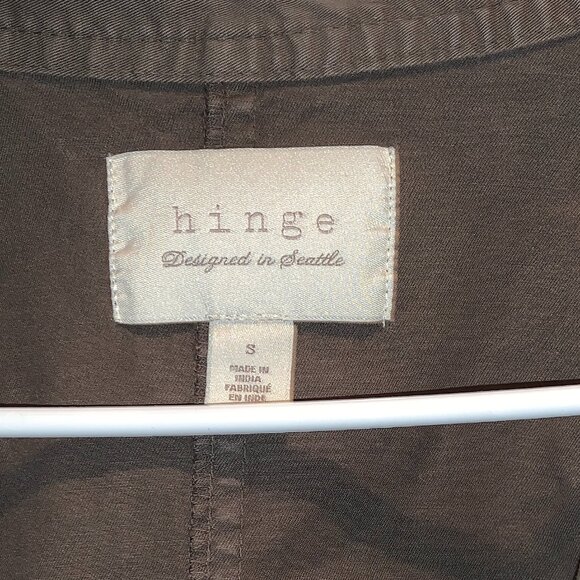 hinge
Designed in Seattle
S
MADE IN
INDIA
FABRIQUÉ
EN INDE